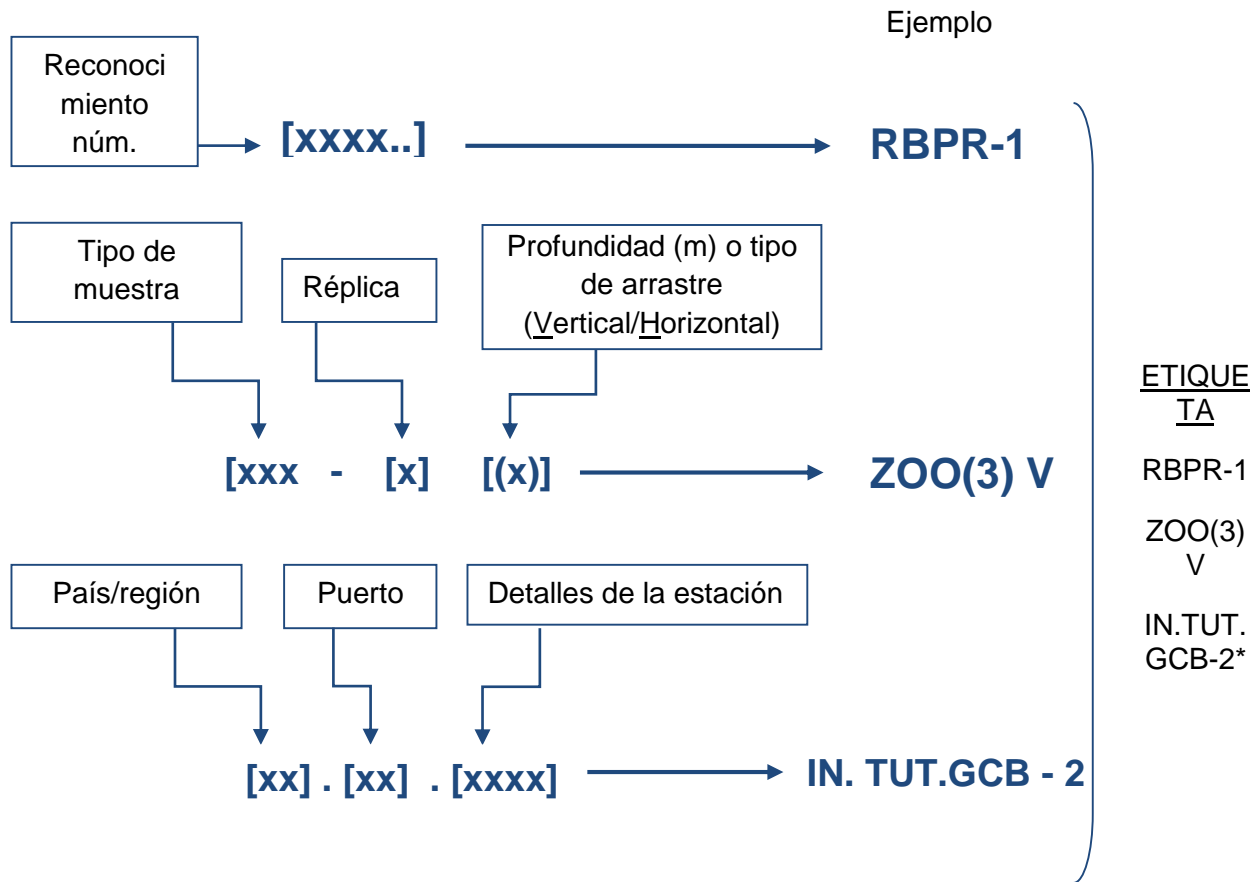 Ejemplo
Reconoci
miento
núm.
[xxxx..]
RBPR-1
Tipo de
muestra
Réplica
Profundidad (m) o tipo
de arrastre
(Vertical/Horizontal)
[xxx - [x] [(x)]
ZOO(3) V
País/región
Puerto
Detalles de la estación
[xx] . [xx] . [xxxx]
IN. TUT.GCB - 2
ETIQUE
TA
RBPR-1
ZOO(3)
V
IN.TUT.
GCB-2*